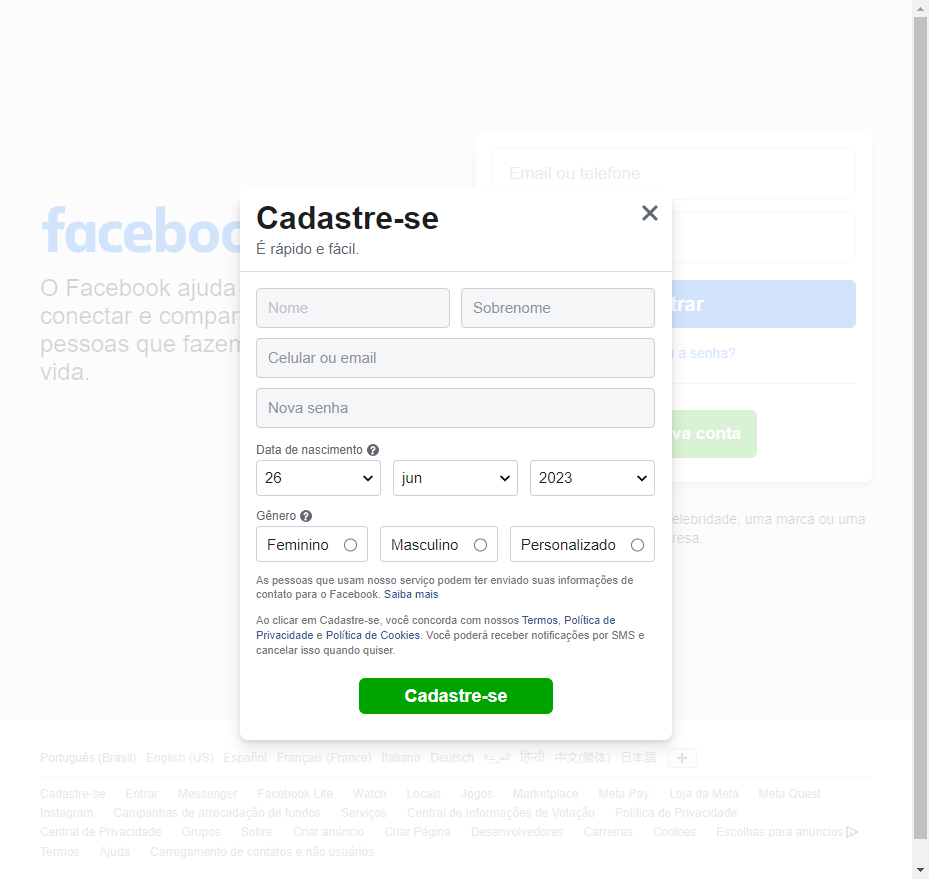 Email ou telefone
Cadastre-se
É rápido e fácil.
facebo
O Facebook ajuda
conectar e compar
pessoas que fazem
vida.
Nome
Sobrenome
trar
Celular ou email
a senha?
Nova senha
va conta
Data de nascimento
26
jun
2023
Gênero
elebridade, uma marca ou uma
resa.
Feminino
Masculino
Personalizado
As pessoas que usam nosso serviço podem ter enviado suas informações de
contato para o Facebook. Saiba mais
Ao clicar em Cadastre-se, você concorda com nossos Termos, Política de
Privacidade e Política de Cookies. Você poderá receber notificações por SMS e
cancelar isso quando quiser.
Cadastre-se
Português (Brasil) English (US) Español Français (France) Italiano Deutsch العربية हिन्दी 中文(简体) 日本語
Cadastre-se Entrar Messenger Facebook Lite Watch Locais Jogos Marketplace Meta Pay Loja da Meta Meta Quest
Instagram Campanhas de arrecadação de fundos Serviços Central de Informações de Votação Política de Privacidade
Central de Privacidade Grupos Sobre Criar anúncio Criar Página Desenvolvedores Carreiras Cookies Escolhas para anúncios
Termos Ajuda Carregamento de contatos e não usuários